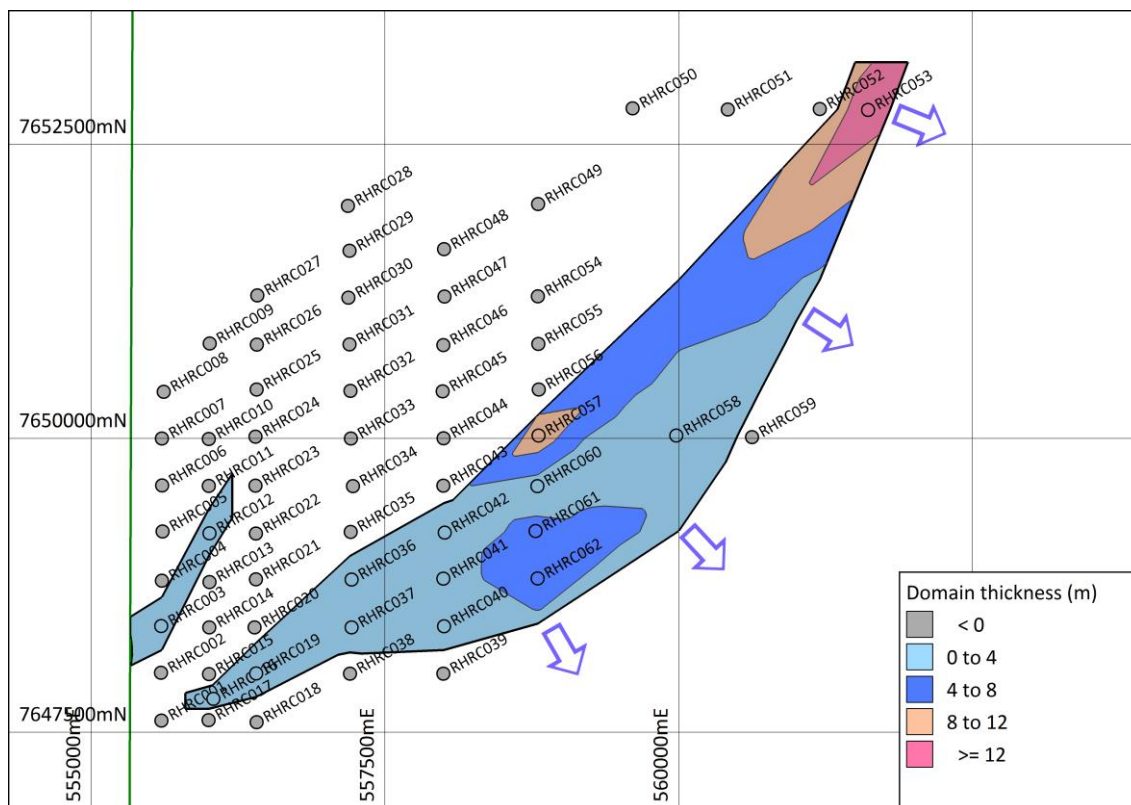 RHRC050
RHRC051
RHRC052
RHRC053
7652500mN
RHRC028
RHRC049
RHRC029
RHRC048
RHRC027
RHRC030
RHRC047
RHRC054
RHRC009
RHRC026
RHRC031
RHRC046
RHRC055
RHRC008
RHRC025
RHRC032
RHRC045
RHRC056
7650000mN
RHRC007
RHRC010
RHRC024
RHRC033
RHRC044
RHRC057
RHRC058
RHRC059
RHRC006
RHRC011
RHRC023
RHRC034
RHRC043
RHRC060
RHRC005
RHRC012
RHRC022
RHRC035
RHRC042
RHRC061
RHRC004
RHRC013
RHRC021
RHRC036
RHRC041
RHRC062
RHRC003
RHRC014
RHRC020
RHRC037
RHRC040
RHRC002
RHRC015
RHRC019
RHRC038
RHRC039
RHRC001
RHRC016
RHRC017
RHRC018
7647500mN
555000mE
557500mE
560000mE
Domain thickness (m)
< 0
0 to 4
4 to 8
8 to 12
>= 12